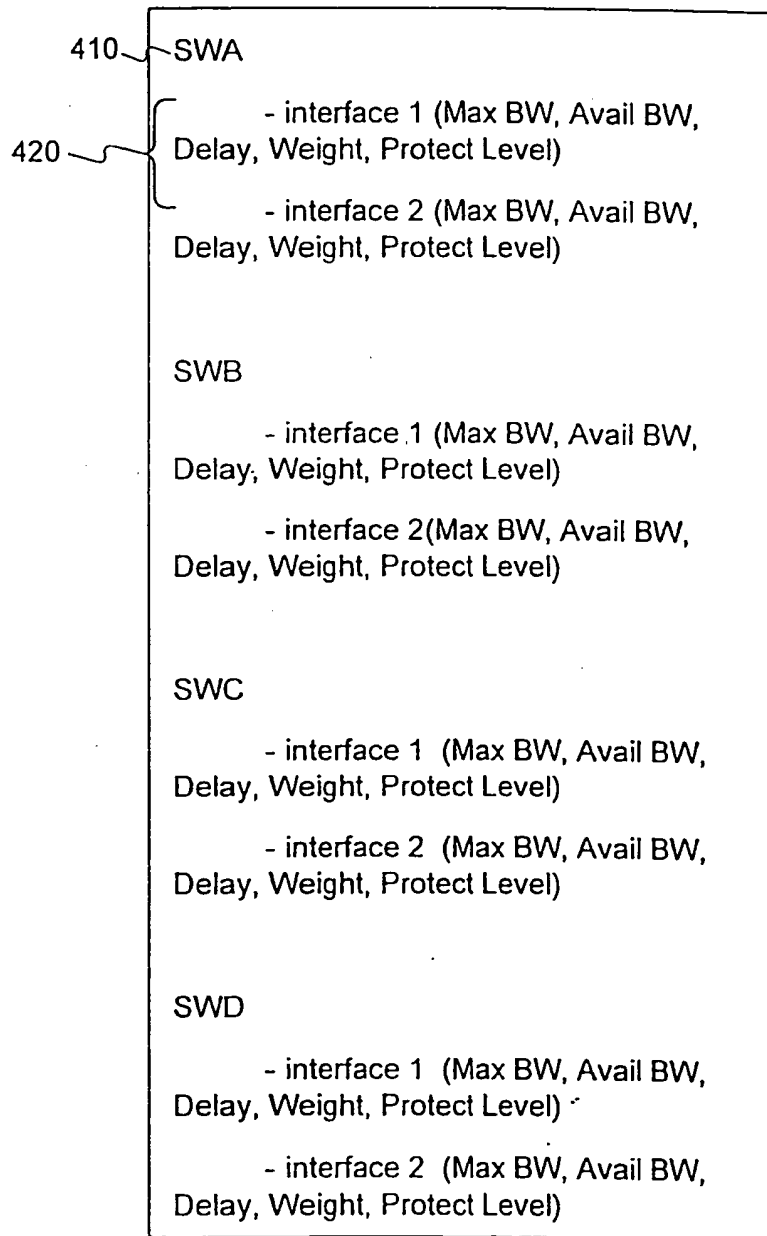 410 SWA
- interface 1 (Max BW, Avail BW,
420 Delay, Weight, Protect Level)
- interface 2 (Max BW, Avail BW,
Delay, Weight, Protect Level)
SWB
- interface 1 (Max BW, Avail BW,
Delay, Weight, Protect Level)
- interface 2(Max BW, Avail BW,
Delay, Weight, Protect Level)
SWC
- interface 1 (Max BW, Avail BW,
Delay, Weight, Protect Level)
- interface 2 (Max BW, Avail BW,
Delay, Weight, Protect Level)
SWD
- interface 1 (Max BW, Avail BW,
Delay, Weight, Protect Level)
- interface 2 (Max BW, Avail BW,
Delay, Weight, Protect Level)